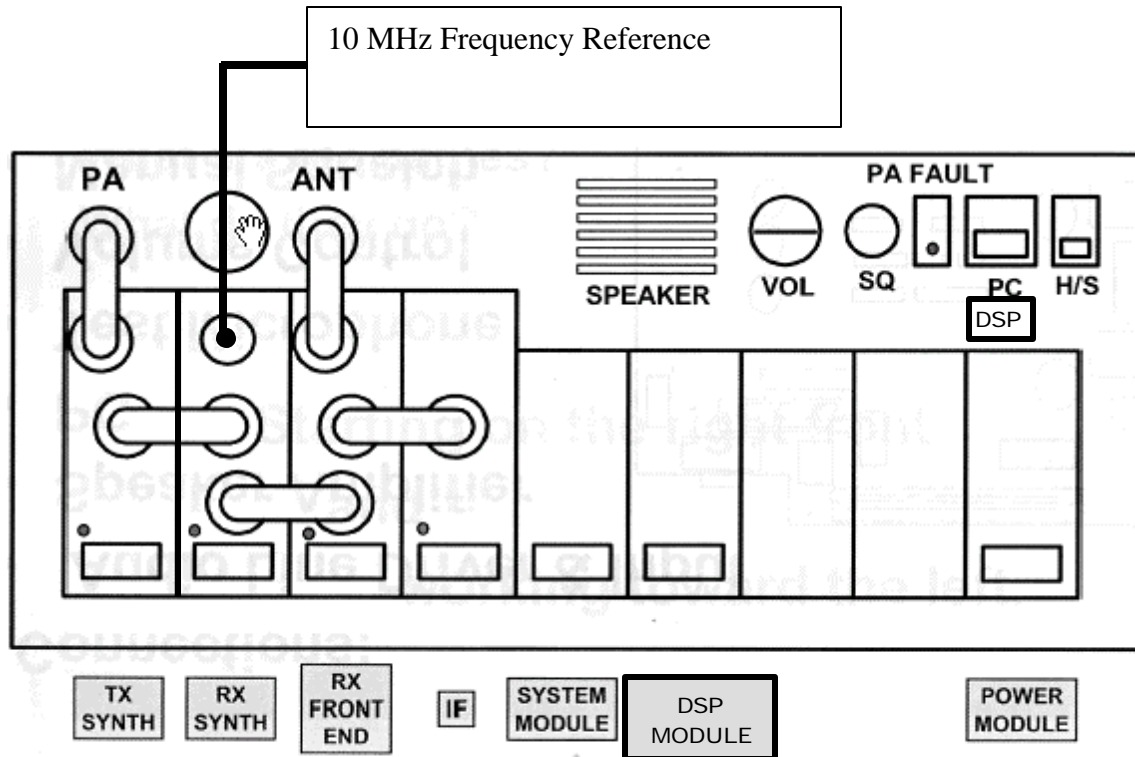 10 MHz Frequency Reference
PA
ANT
PA FAULT
SPEAKER
VOL
SQ
PC
H/S
DSP
TX
SYNTH
RX
SYNTH
RX
FRONT
END
IF
SYSTEM
MODULE
DSP
MODULE
POWER
MODULE